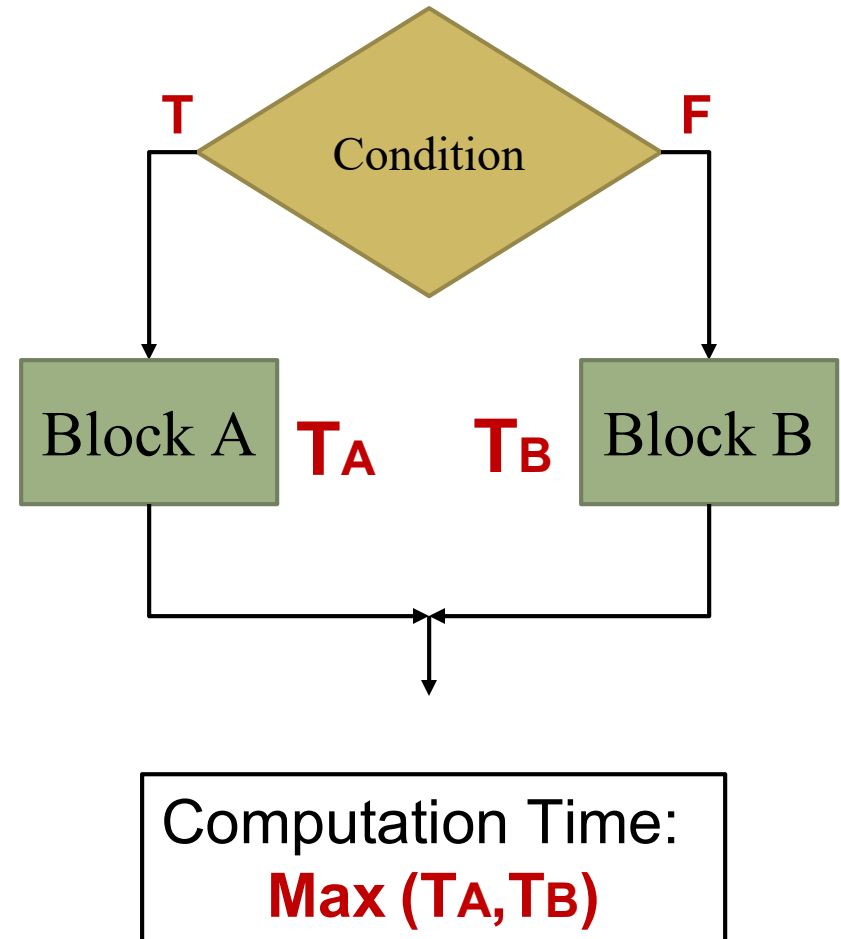 T
F
Condition
Block A
TA
TB
Block B
Computation Time:
Max (TA,TB)